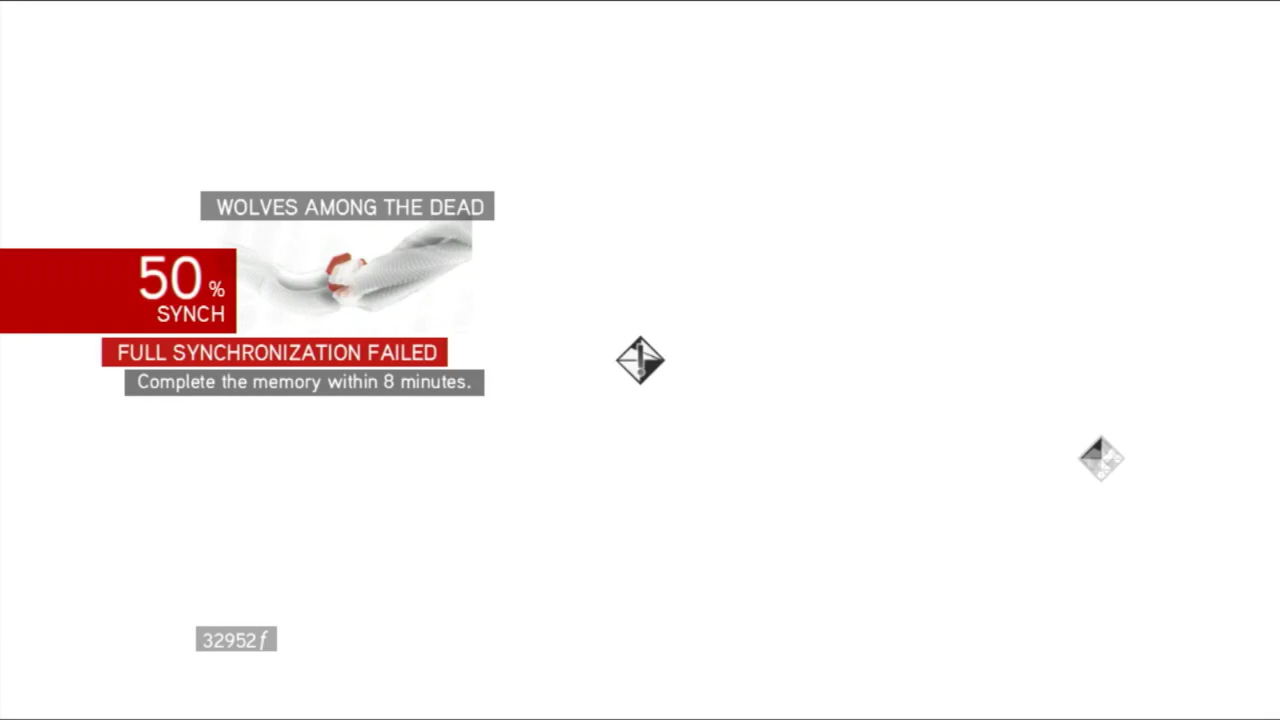 WOLVES AMONG THE DEAD
50 %
SYNCH
FULL SYNCHRONIZATION FAILED
Complete the memory within 8 minutes.
32952ƒ